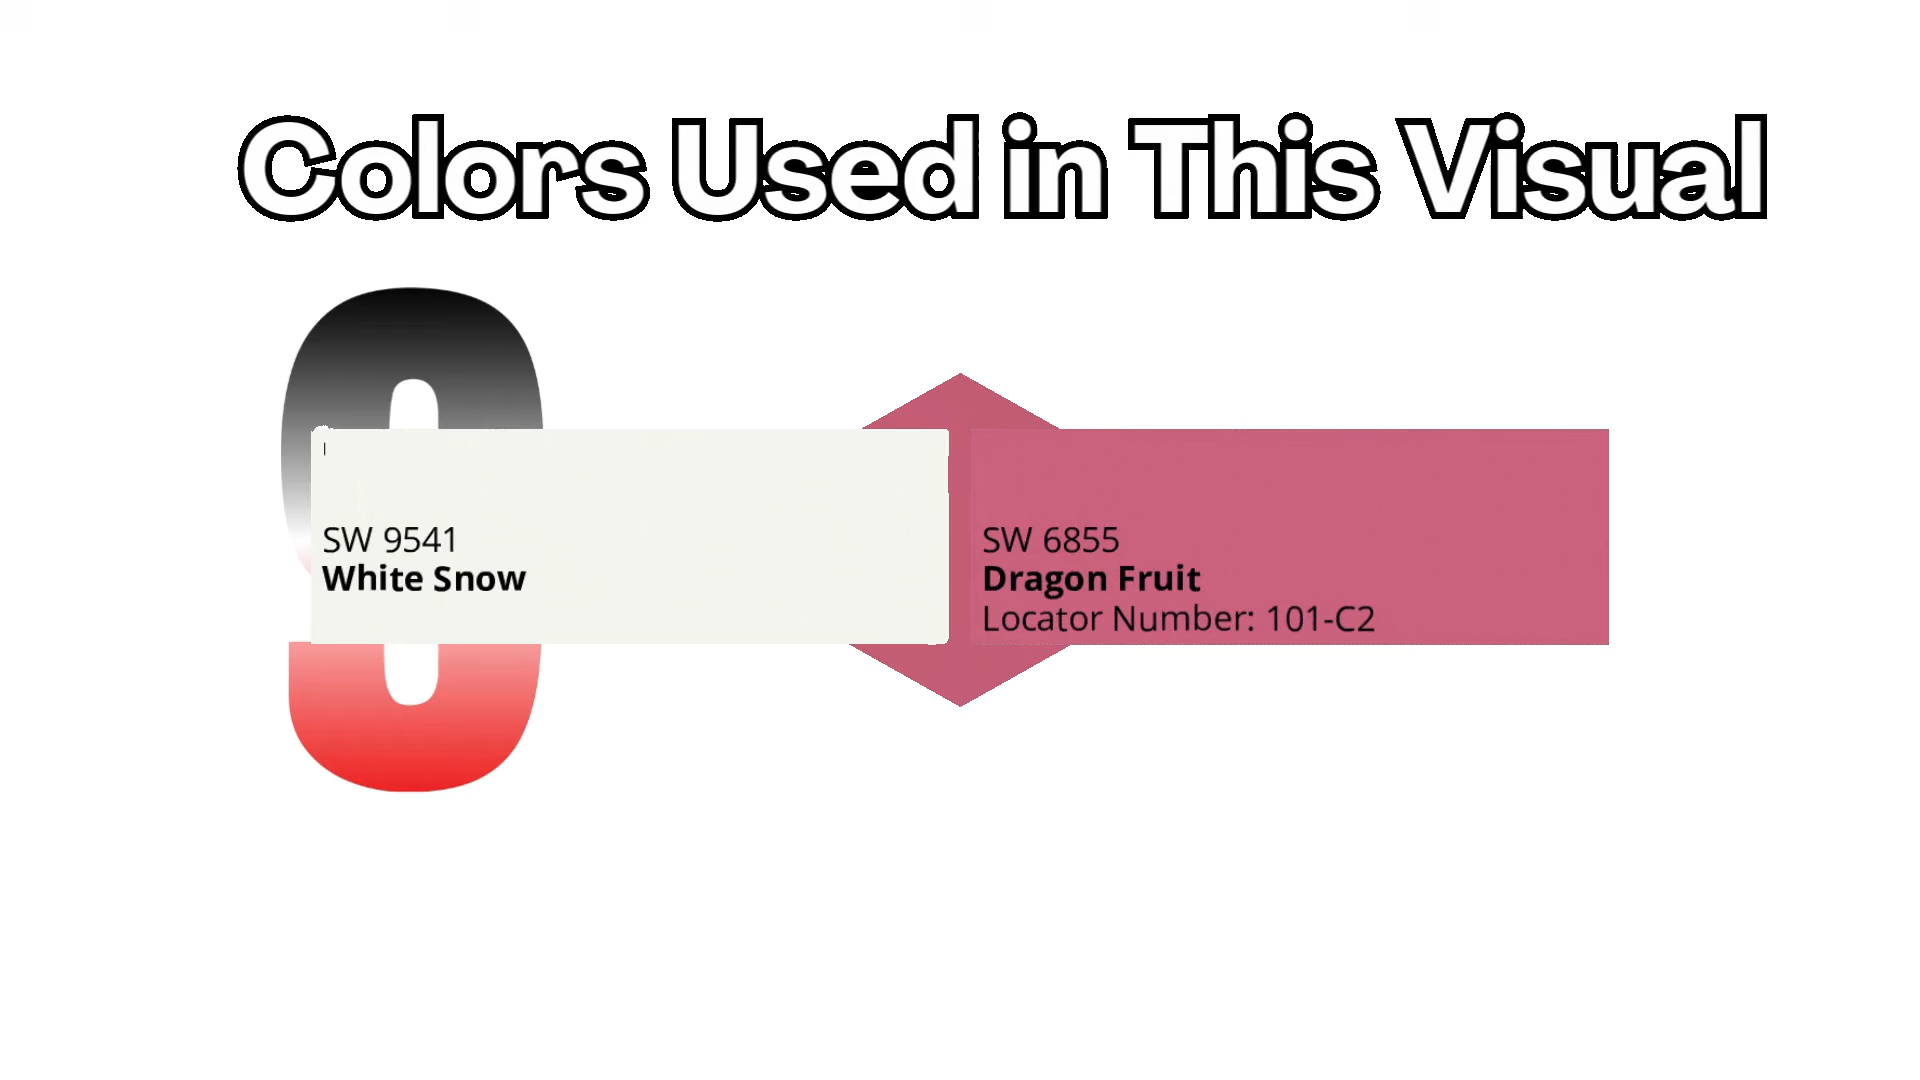 Colors Used in This Visual
SW 9541
White Snow
SW 6855
Dragon Fruit
Locator Number: 101-C2